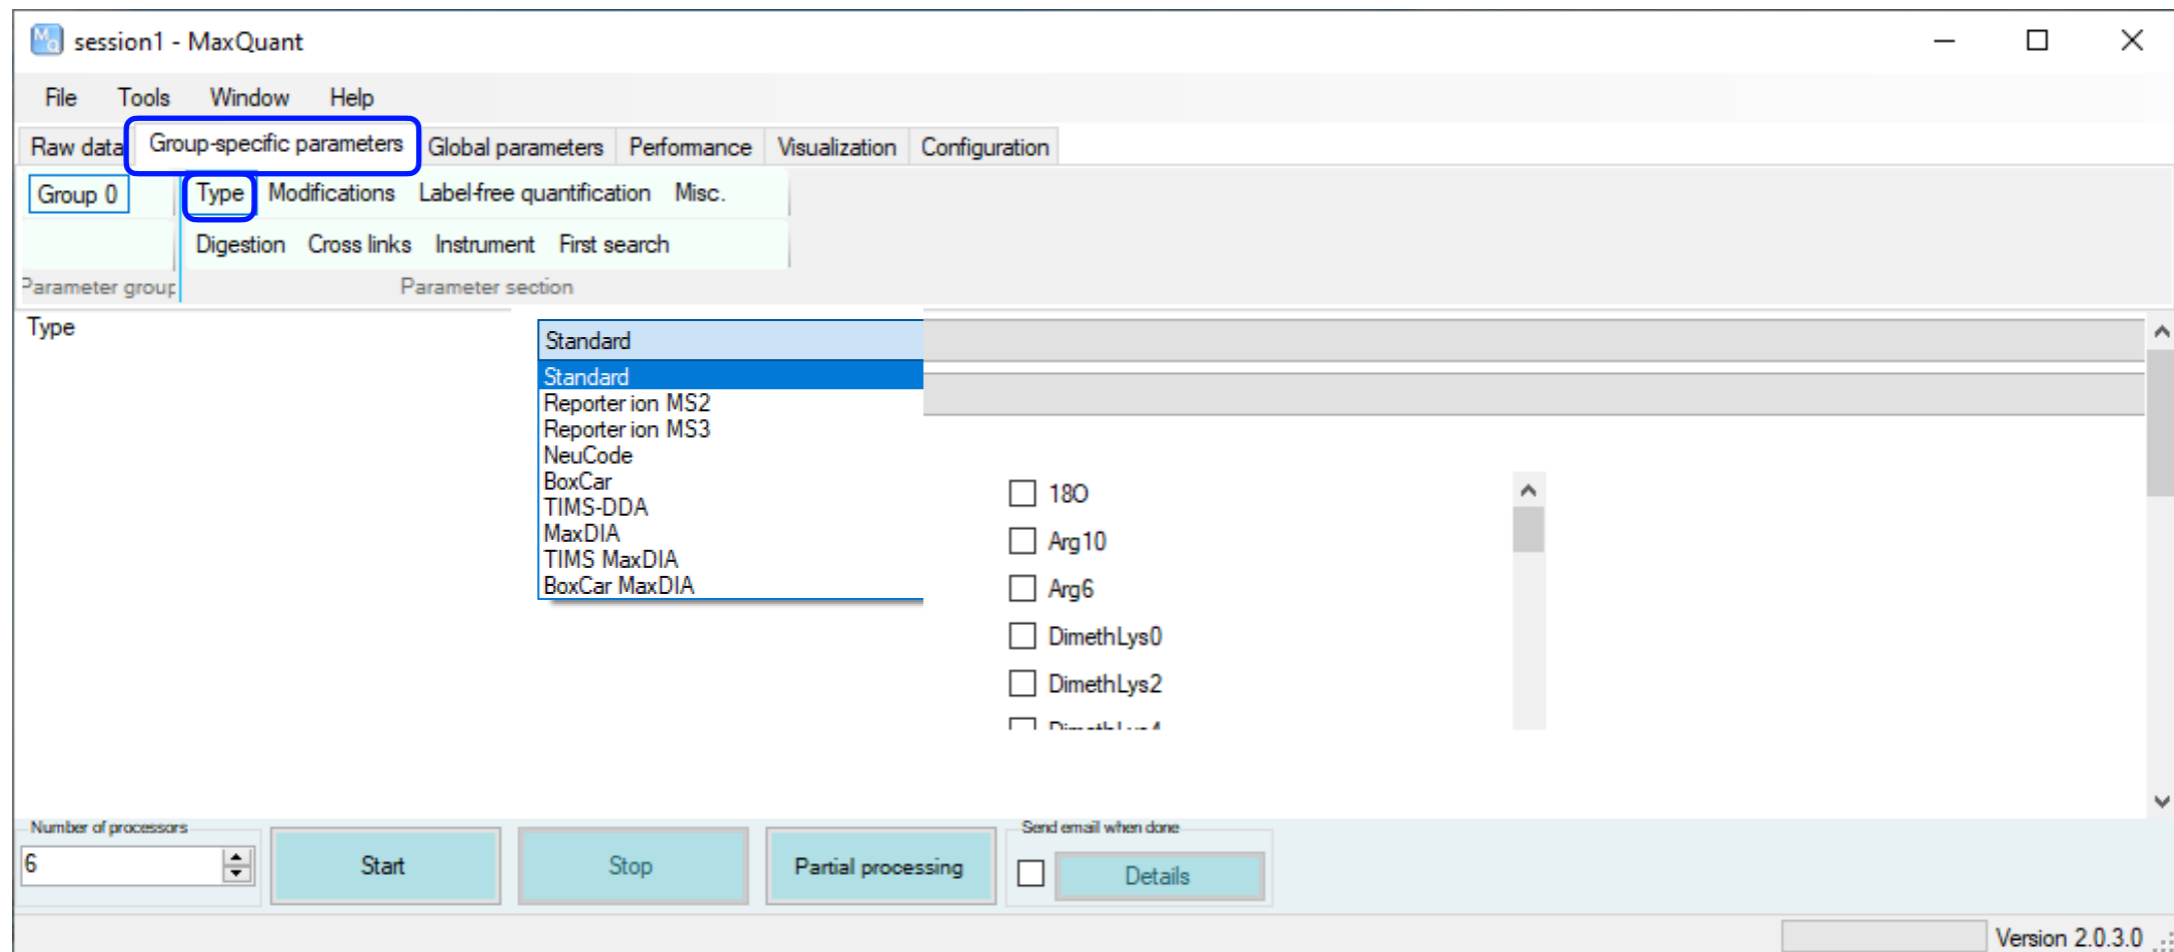 session1 - MaxQuant
File Tools Window Help
Raw data Group-specific parameters Global parameters Performance Visualization Configuration
Group 0 Type Modifications Label-free quantification Misc.
Digestion Cross links Instrument First search
Parameter group Parameter section
Type
Standard
Standard
Reporter ion MS2
Reporter ion MS3
NeuCode
BoxCar
TIMS-DDA
MaxDIA
TIMS MaxDIA
BoxCar MaxDIA
18O
Arg10
Arg6
DimethLys0
DimethLys2
DimethLys4
Number of processors
6
Start
Stop
Partial processing
Send email when done
Details
Version 2.0.3.0